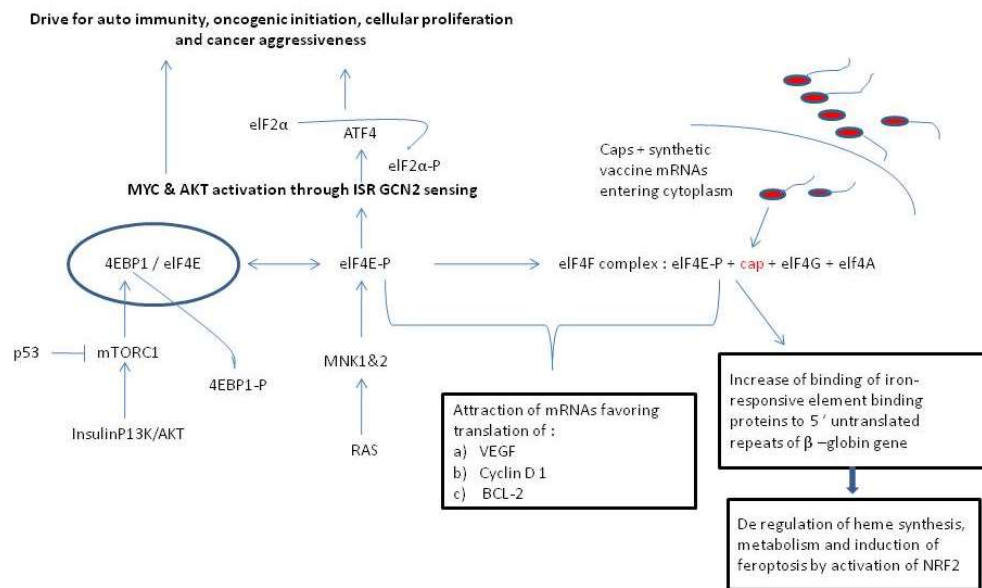 Drive for auto immunity, oncogenic initiation, cellular proliferation
and cancer aggressiveness
eIF2α
ATF4
eIF2α-P
Caps + synthetic
vaccine mRNAs
entering cytoplasm
MYC & AKT activation through ISR GCN2 sensing
4EBP1 / eIF4E
eIF4E-P
eIF4F complex : eIF4E-P + cap + eIF4G + elf4A
p53
mTORC1
4EBP1-P
MNK1&2
InsulinP13K/AKT
RAS
Attraction of mRNAs favoring
translation of :
a) VEGF
b) Cyclin D 1
c) BCL-2
Increase of binding of iron-
responsive element binding
proteins to 5 ′ untranslated
repeats of β –globin gene
De regulation of heme synthesis,
metabolism and induction of
feroptosis by activation of NRF2